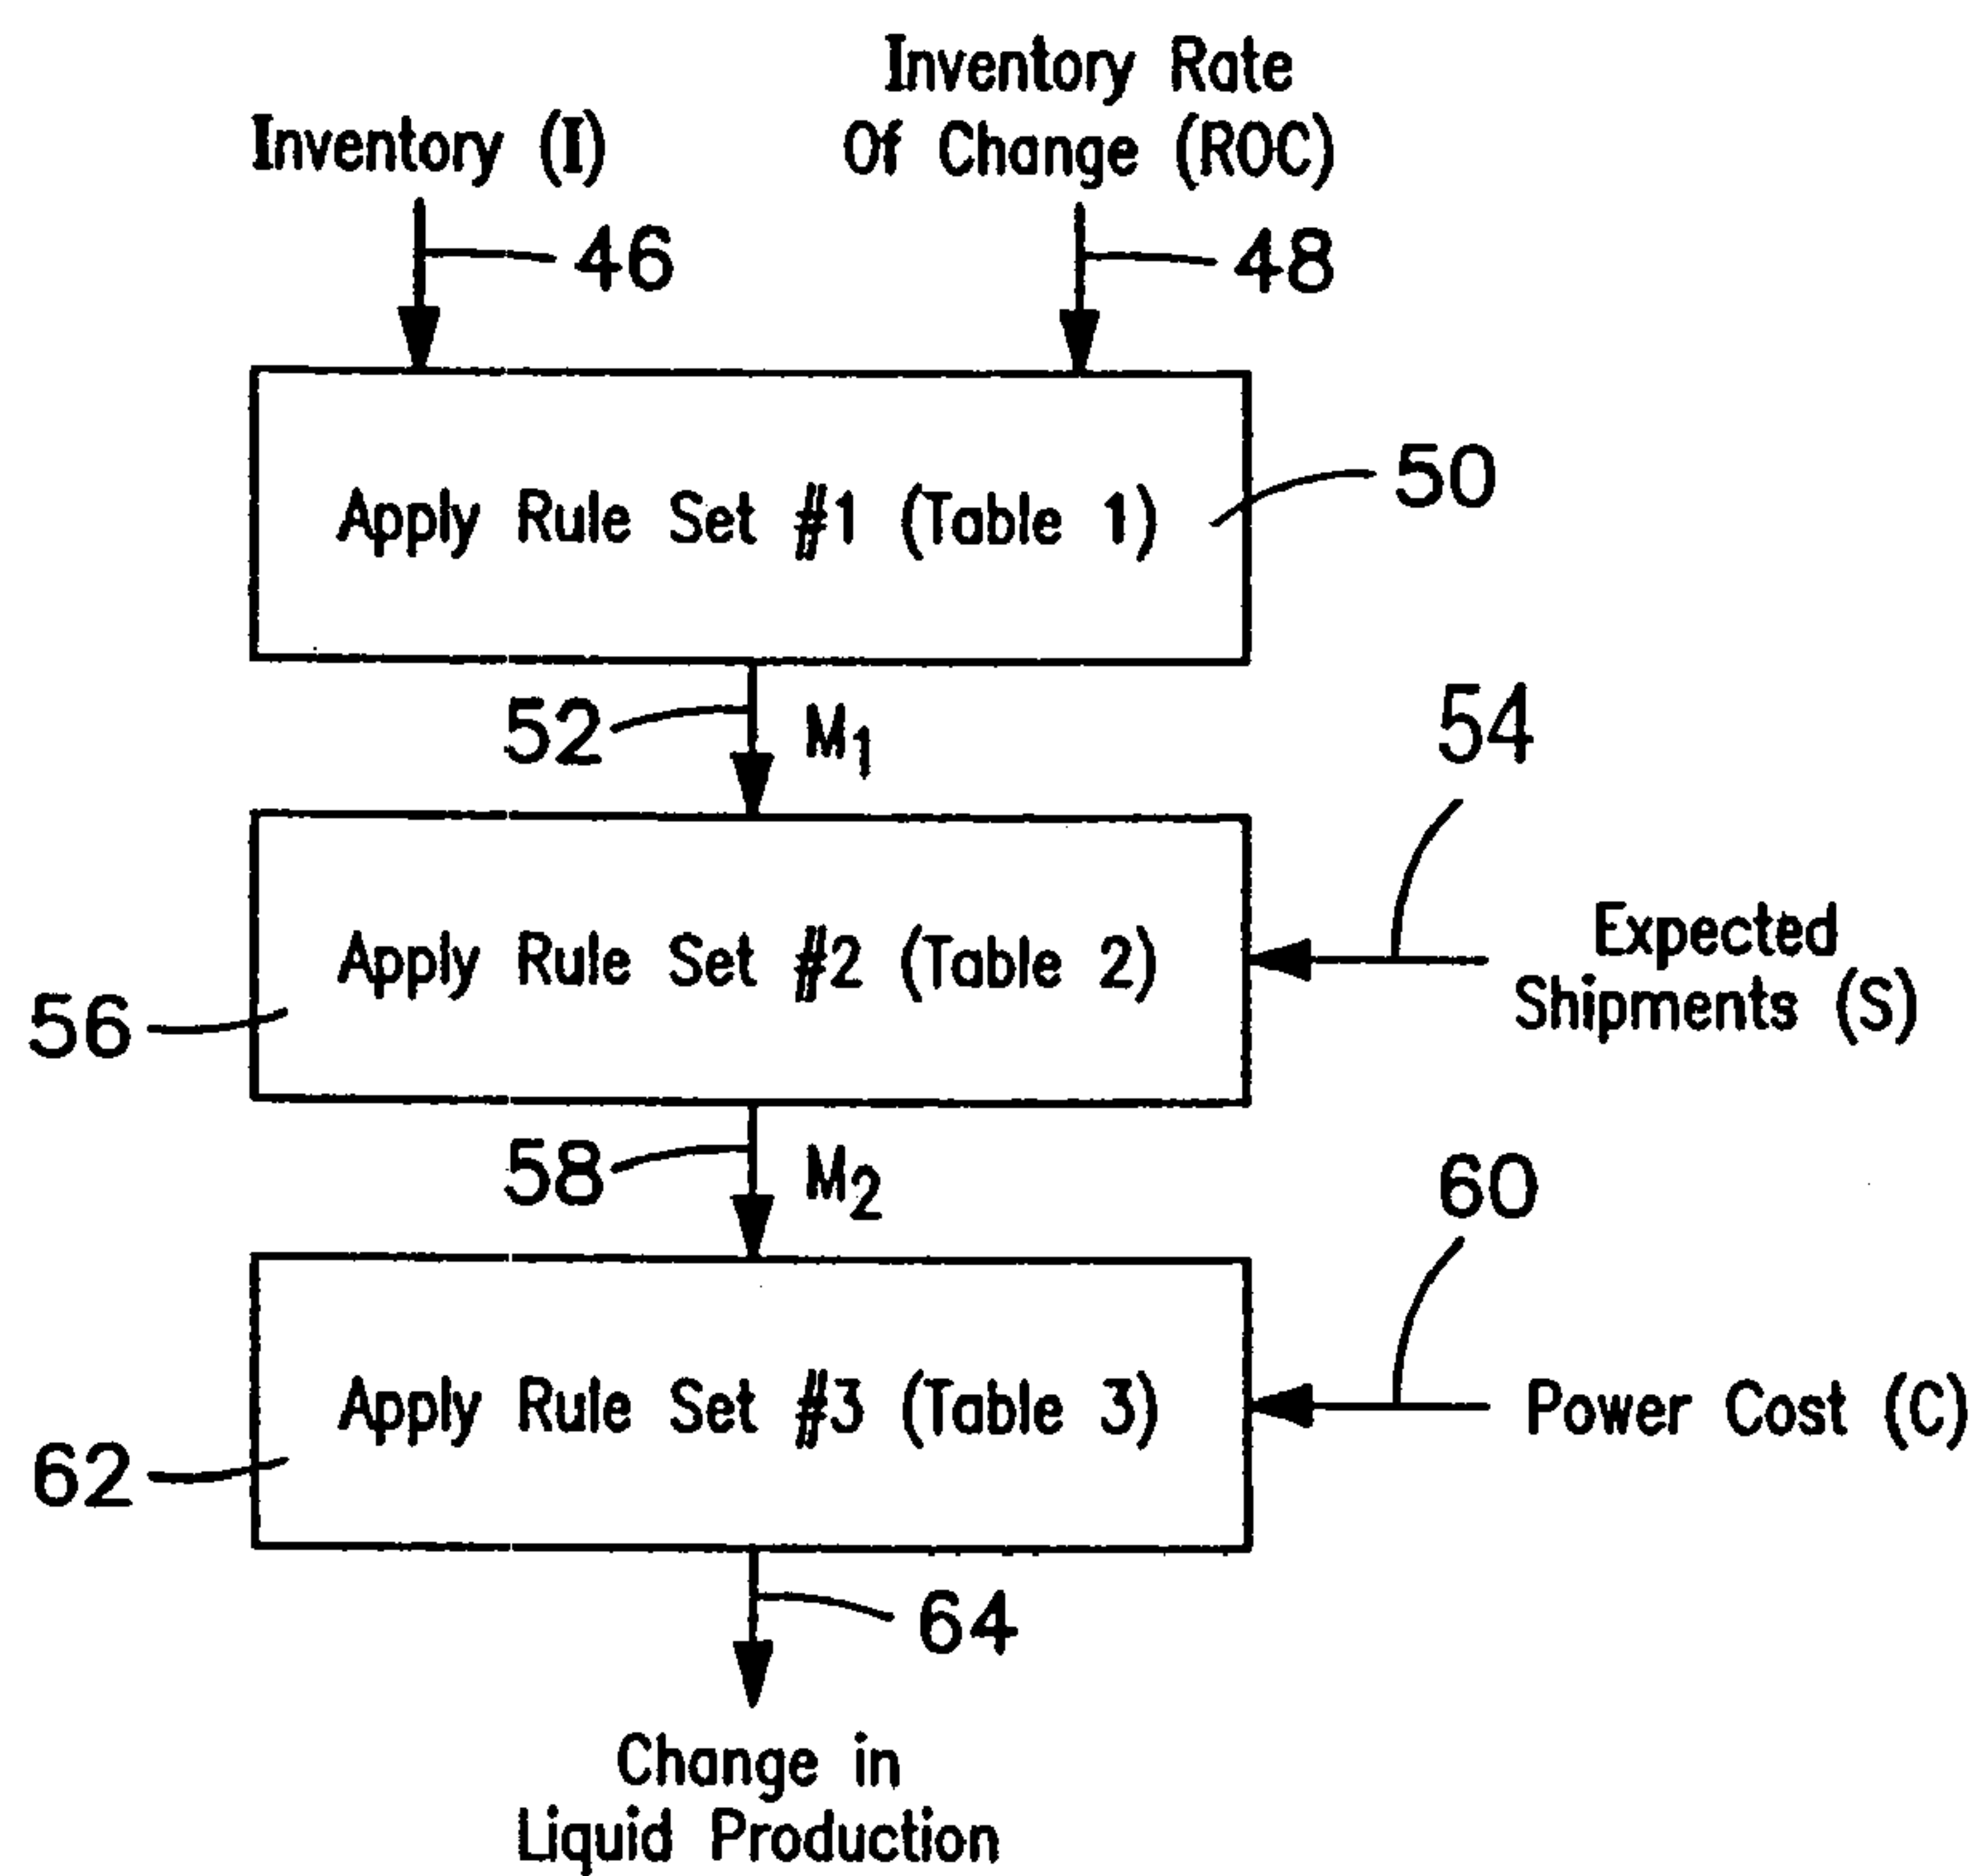 Inventory (I)
Inventory Rate
Of Change (ROC)
46
48
Apply Rule Set #1 (Table 1)
50
52
M1
54
Apply Rule Set #2 (Table 2)
Expected
Shipments (S)
56
58
M2
60
Apply Rule Set #3 (Table 3)
Power Cost (C)
62
64
Change in
Liquid Production